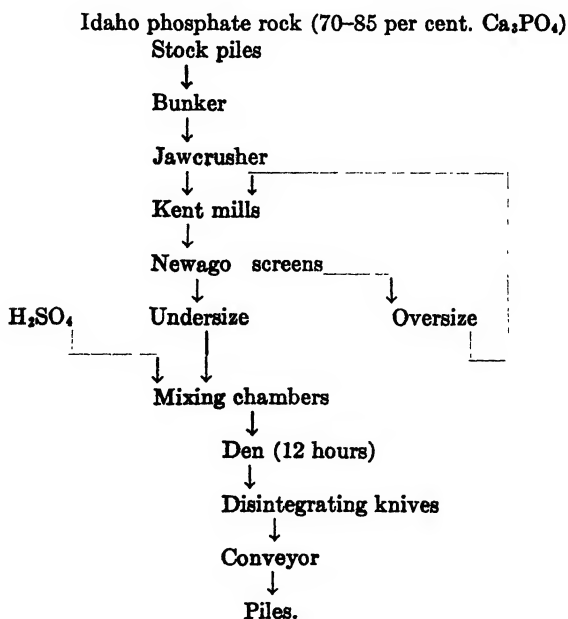 Idaho phosphate rock (70–85 per cent. Ca₃PO₄)
Stock piles
Bunker
Jawcrusher
Kent mills
Newago screens
H₂SO₄ Undersize Oversize
Mixing chambers
Den (12 hours)
Disintegrating knives
Conveyor
Piles.